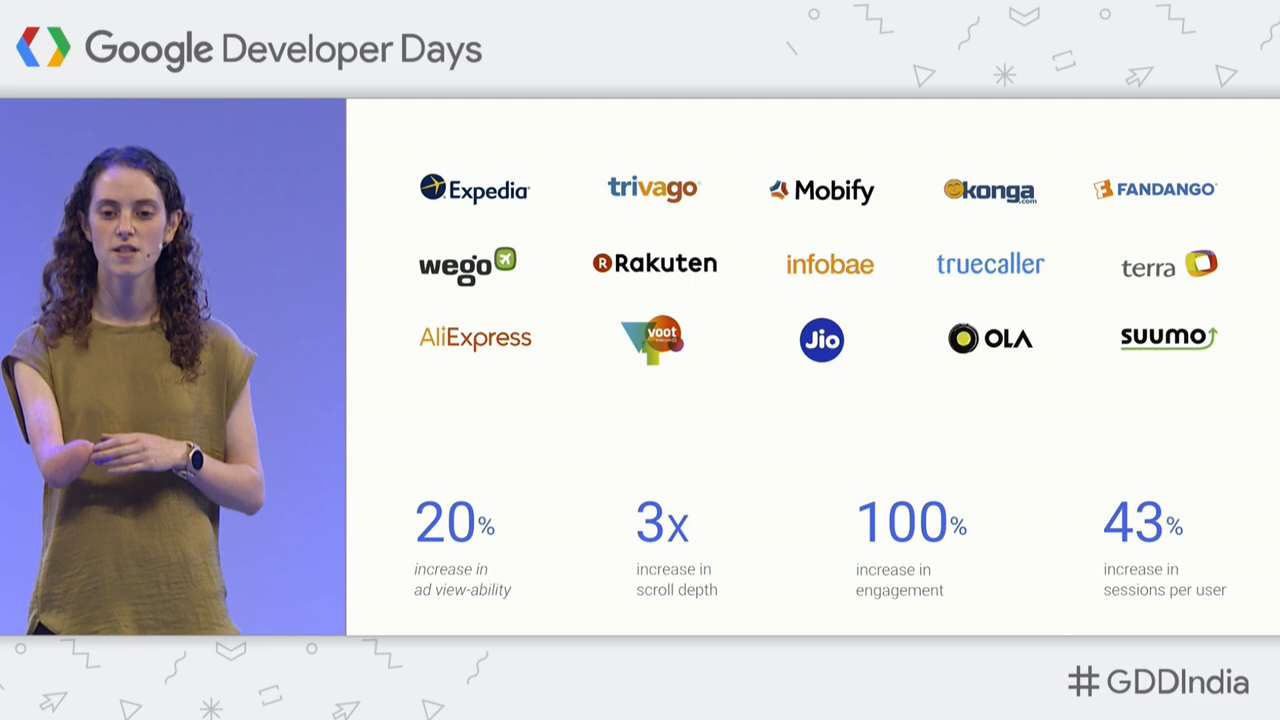 Google Developer Days
Expedia
trivago
Mobify
konga
.com
FANDANGO
wego
R Rakuten
infobae
truecaller
terra
AliExpress
voot
Jio
OLA
suumo
20%
increase in
ad view-ability
3x
increase in
scroll depth
100%
increase in
engagement
43%
increase in
sessions per user
#GDDIndia